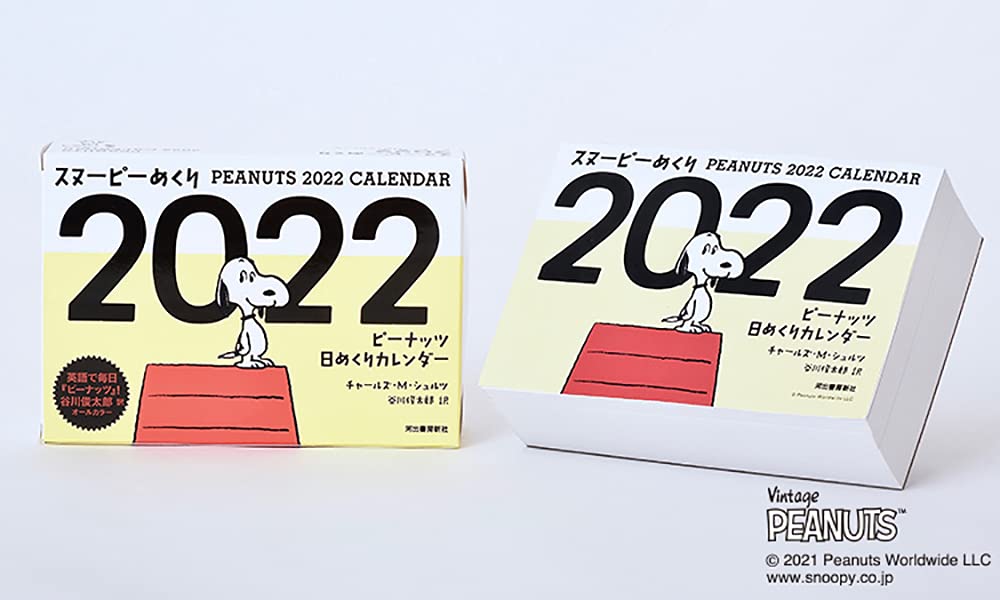 スヌーピーめくり PEANUTS 2022 CALENDAR
2022
ピーナッツ
日めくりカレンダー
チャールズ・M・シュルツ
谷川俊太郎 訳
英語で毎日
『ピーナッツ』!
谷川俊太郎 訳
オールカラー
河出書房新社
スヌーピーめくり PEANUTS 2022 CALENDAR
2022
ピーナッツ
日めくりカレンダー
チャールズ・M・シュルツ
谷川俊太郎 訳
河出書房新社
© Peanuts Worldwide LLC
Vintage
PEANUTS™
© 2021 Peanuts Worldwide LLC
www.snoopy.co.jp